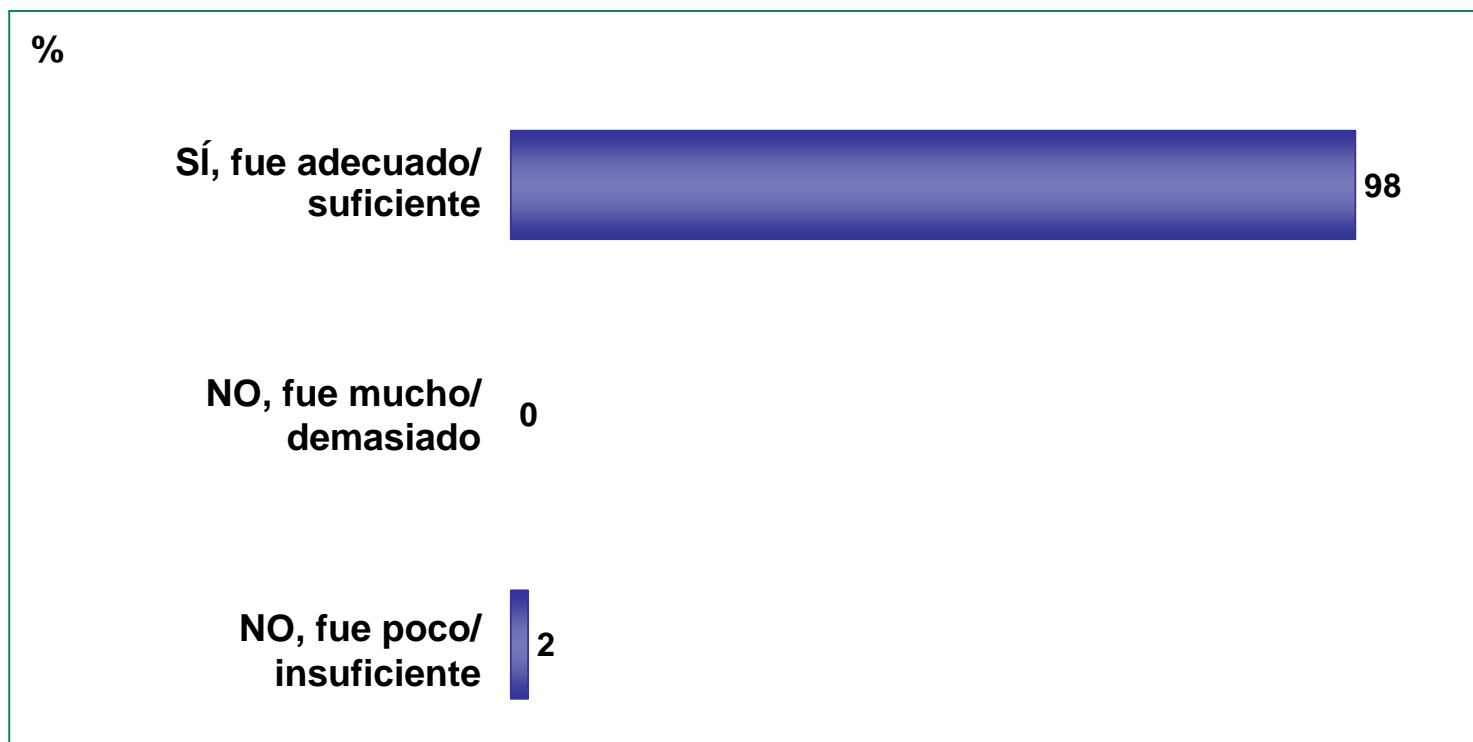 %
SÍ, fue adecuado/
suficiente
98
NO, fue mucho/
demasiado
0
NO, fue poco/
insuficiente
2